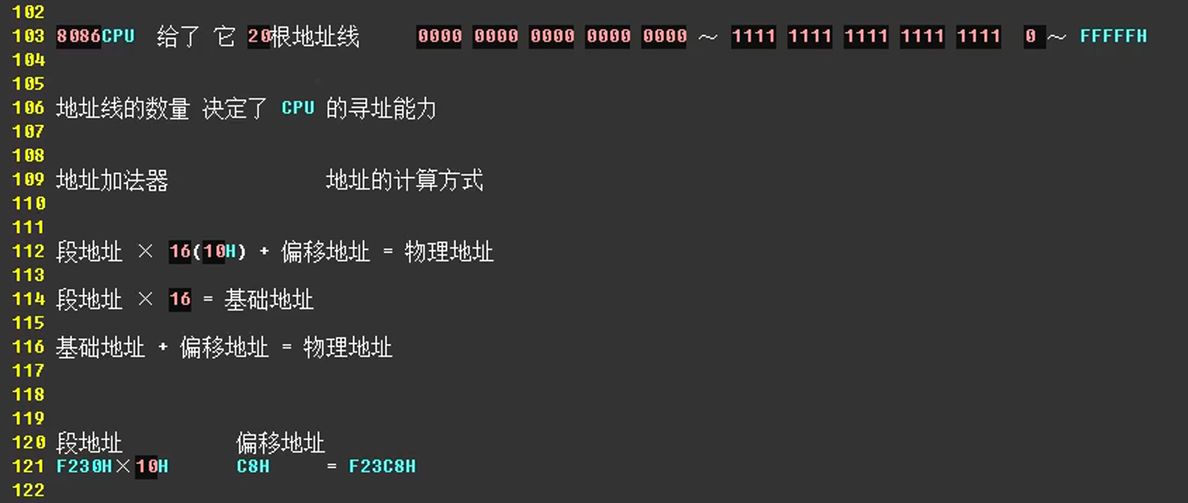 102
103 8086CPU 给了 它 20根地址线 0000 0000 0000 0000 0000 ~ 1111 1111 1111 1111 1111 0 ~ FFFFFH
104
105
106 地址线的数量 决定了 CPU 的寻址能力
107
108
109 地址加法器 地址的计算方式
110
111
112 段地址 × 16(10H) + 偏移地址 = 物理地址
113
114 段地址 × 16 = 基础地址
115
116 基础地址 + 偏移地址 = 物理地址
117
118
119
120 段地址 偏移地址
121 F230H×10H C8H = F23C8H
122